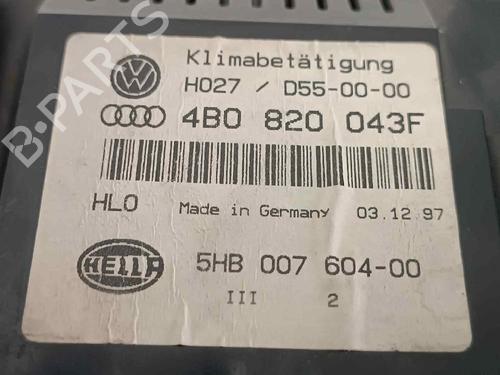 Klimabetätigung
H027 / D55-00-00
4B0 820 043F
HLO
Made in Germany 03.12.97
HELLA
5HB 007 604-00
III 2
B-PARTS